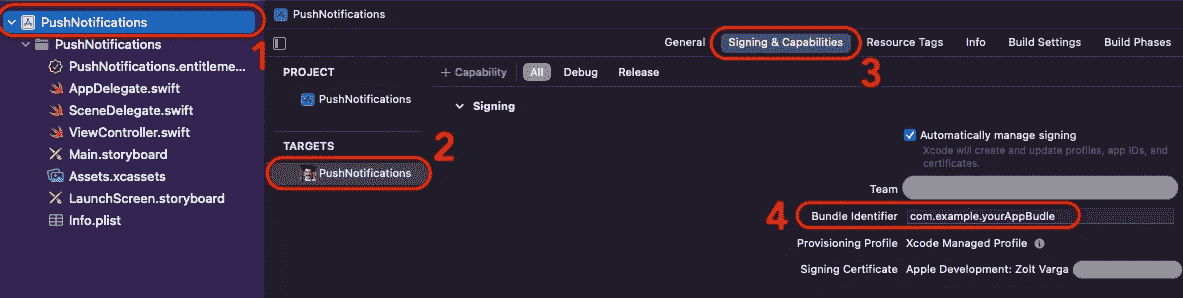 PushNotifications
1
PushNotifications
PushNotifications.entitleme...
AppDelegate.swift
SceneDelegate.swift
ViewController.swift
Main.storyboard
Assets.xcassets
LaunchScreen.storyboard
Info.plist
PushNotifications
General Signing & Capabilities Resource Tags Info Build Settings Build Phases
3
PROJECT
PushNotifications
TARGETS
2
PushNotifications
+ Capability All Debug Release
Signing
Automatically manage signing
Xcode will create and update profiles, app IDs, and
certificates.
Team
4
Bundle Identifier com.example.yourAppBudle
Provisioning Profile Xcode Managed Profile
Signing Certificate Apple Development: Zolt Varga